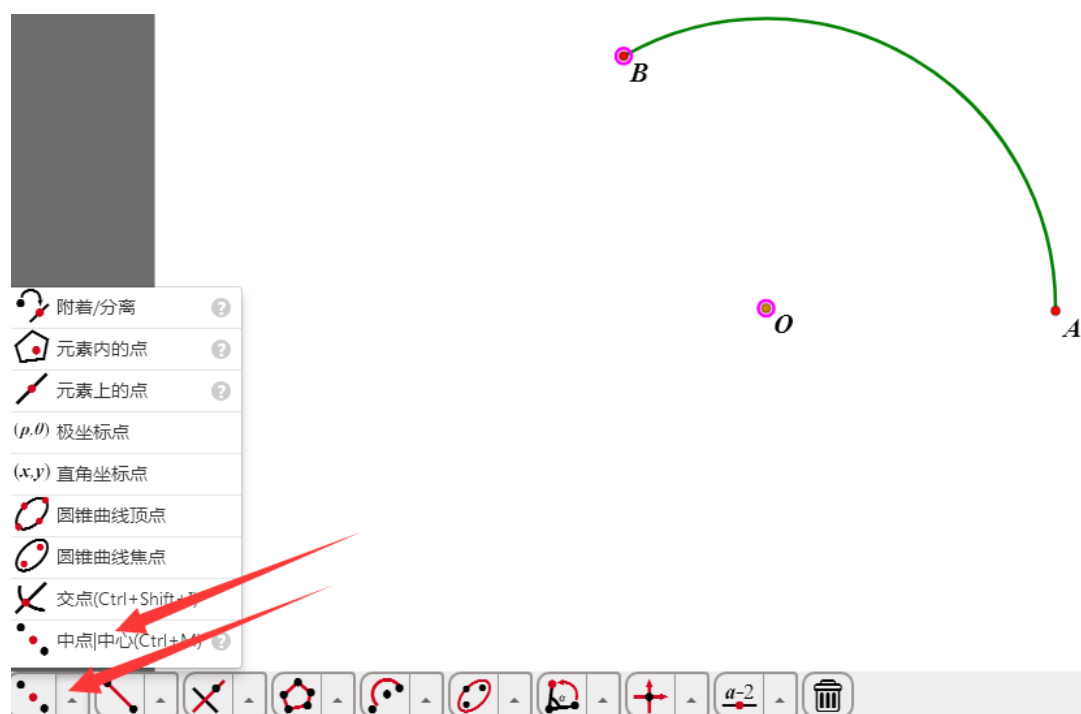 B
O
A
附着/分离 ?
元素内的点 ?
元素上的点 ?
(ρ,θ) 极坐标点
(x,y) 直角坐标点
圆锥曲线顶点
圆锥曲线焦点
交点(Ctrl+Shift+I)
中点|中心(Ctrl+M) ?
α
a=2